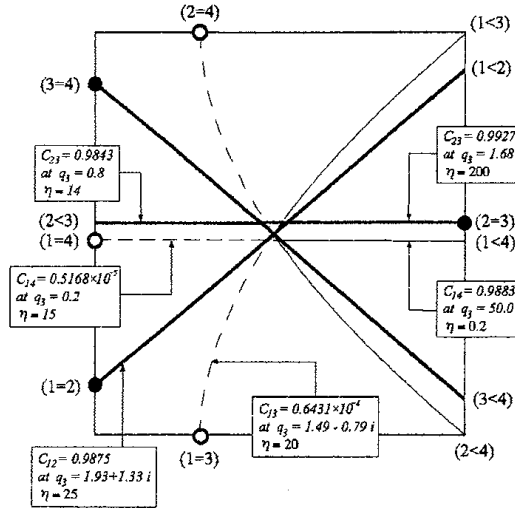 (2=4)
(1<3)
(1<2)
(3=4)
C23 = 0.9843
at q3 = 0.8
η = 14
C23 = 0.9927
at q3 = 1.68
η = 200
(2<3)
(2=3)
(1=4)
(1<4)
C14 = 0.5168×10^-5
at q3 = 0.2
η = 15
C14 = 0.9883
at q3 = 50.0
η = 0.2
(1=2)
(3<4)
C13 = 0.6431×10^-4
at q3 = 1.49 - 0.79 i
η = 20
(1=3)
(2<4)
C12 = 0.9875
at q3 = 1.93+1.33 i
η = 25